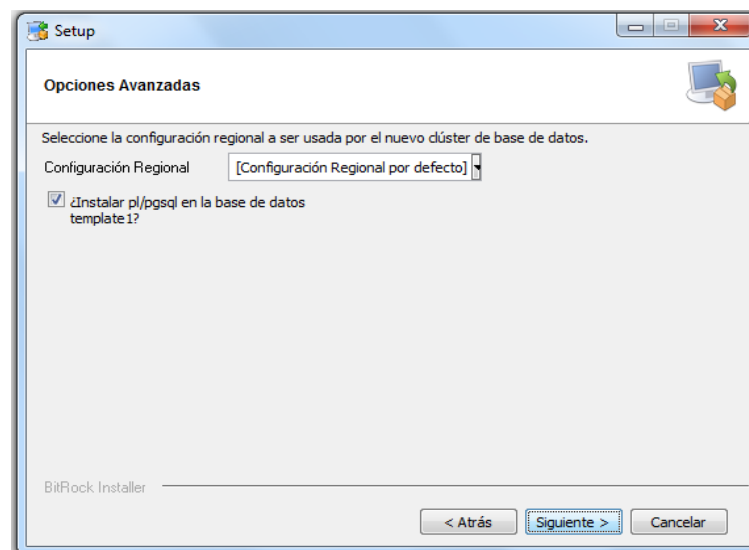 Setup
Opciones Avanzadas
Seleccione la configuración regional a ser usada por el nuevo clúster de base de datos.
Configuración Regional [Configuración Regional por defecto]
¿Instalar pl/pgsql en la base de datos
template1?
BitRock Installer
< Atrás Siguiente > Cancelar